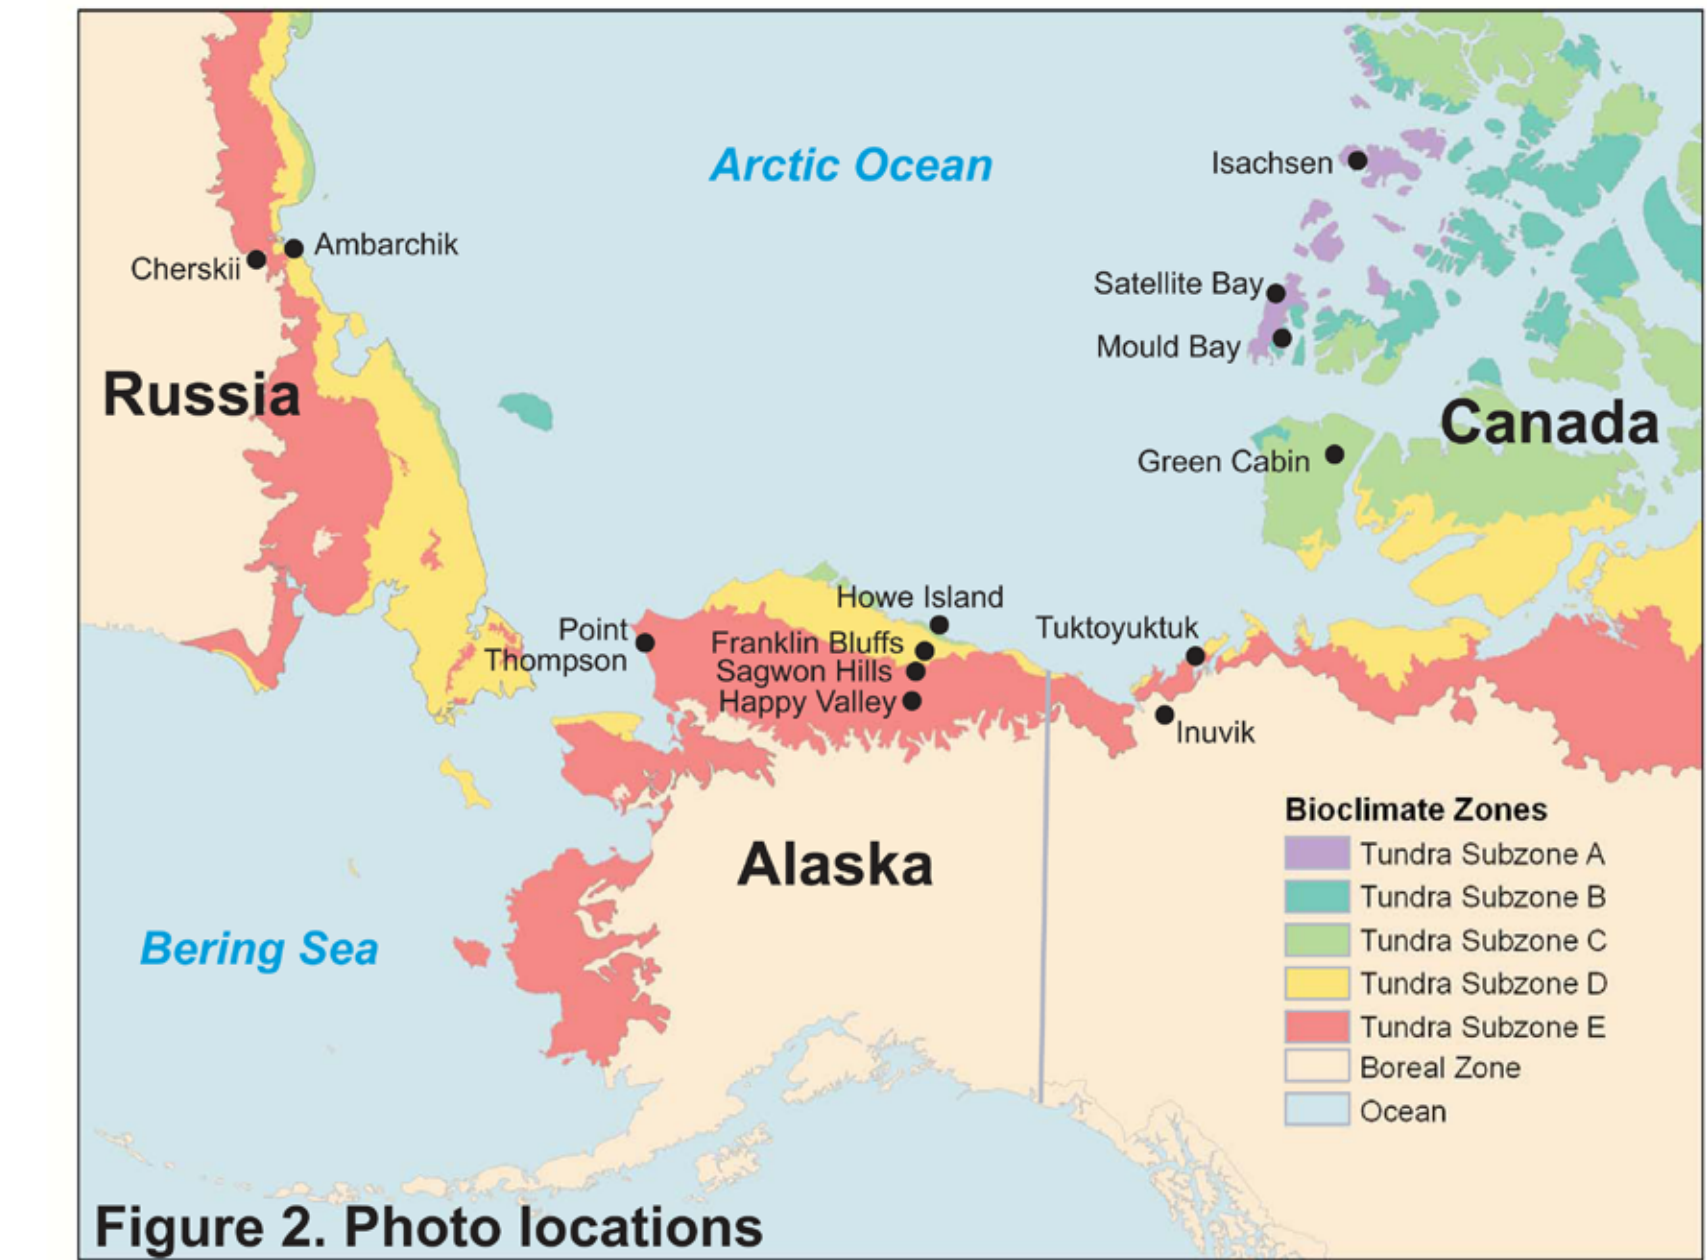 Arctic Ocean
Isachsen
Ambarchik
Cherskii
Satellite Bay
Mould Bay
Russia
Canada
Green Cabin
Howe Island
Point
Thompson
Franklin Bluffs
Tuktoyuktuk
Sagwon Hills
Happy Valley
Inuvik
Alaska
Bering Sea
Bioclimate Zones
Tundra Subzone A
Tundra Subzone B
Tundra Subzone C
Tundra Subzone D
Tundra Subzone E
Boreal Zone
Ocean
Figure 2. Photo locations